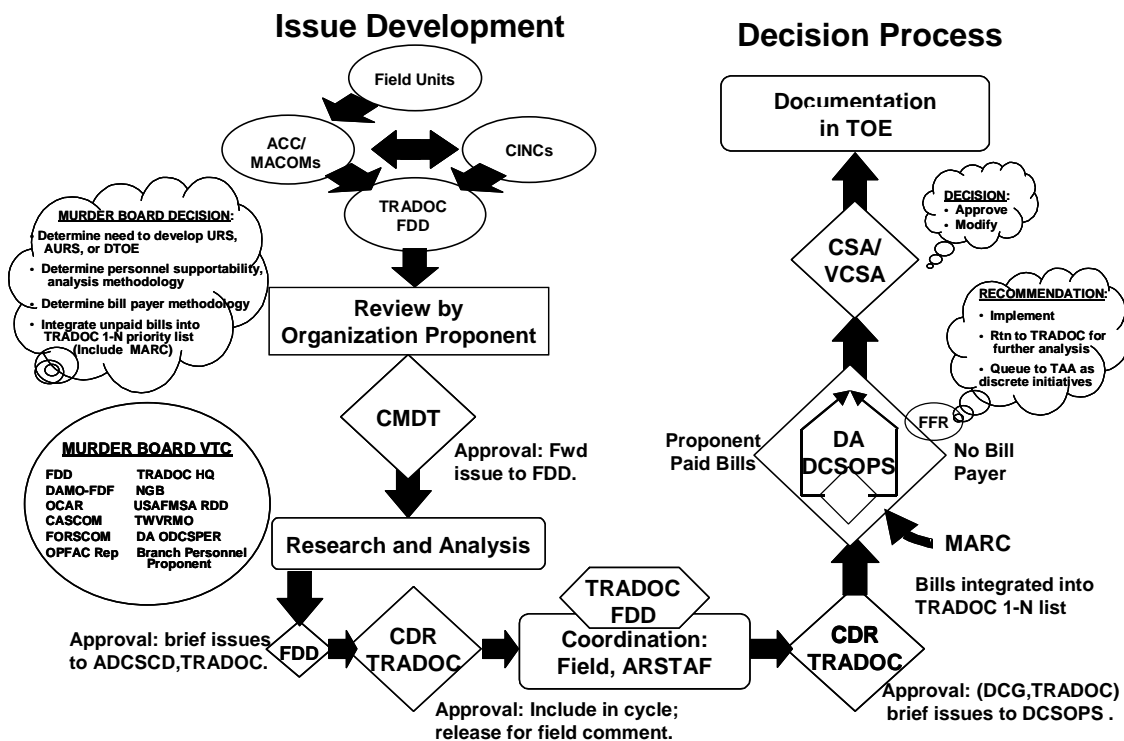 Issue Development
Decision Process
Field Units
ACC/
MACOMs
CINCs
TRADOC
FDD
MURDER BOARD DECISION:
• Determine need to develop URS,
AURS, or DTOE
• Determine personnel supportability,
analysis methodology
• Determine bill payer methodology
• Integrate unpaid bills into
TRADOC 1-N priority list
(Include MARC)
Review by
Organization Proponent
CMDT
Approval: Fwd
issue to FDD.
MURDER BOARD VTC
FDD TRADOC HQ
DAMO-FDF NGB
OCAR USAFMSA RDD
CASCOM TWVRMO
FORSCOM DA ODCSPER
OPFAC Rep Branch Personnel
Proponent
Research and Analysis
Approval: brief issues
to ADCSCD,TRADOC.
FDD
CDR
TRADOC
Approval: Include in cycle;
release for field comment.
TRADOC
FDD
Coordination:
Field, ARSTAF
Documentation
in TOE
DECISION:
• Approve
• Modify
CSA/
VCSA
RECOMMENDATION:
• Implement
• Rtn to TRADOC for
further analysis
• Queue to TAA as
discrete initiatives
FFR
Proponent
Paid Bills
DA
DCSOPS
No Bill
Payer
MARC
Bills integrated into
TRADOC 1-N list
CDR
TRADOC
Approval: (DCG,TRADOC)
brief issues to DCSOPS .